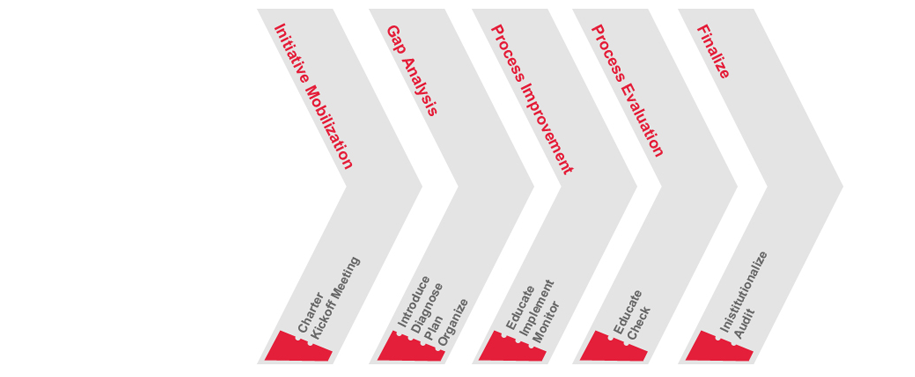 Initiative Mobilization
Charter
Kickoff Meeting
Gap Analysis
Introduce
Diagnose
Plan
Organize
Process Improvement
Educate
Implement
Monitor
Process Evaluation
Educate
Check
Finalize
Inistitutionalize
Audit